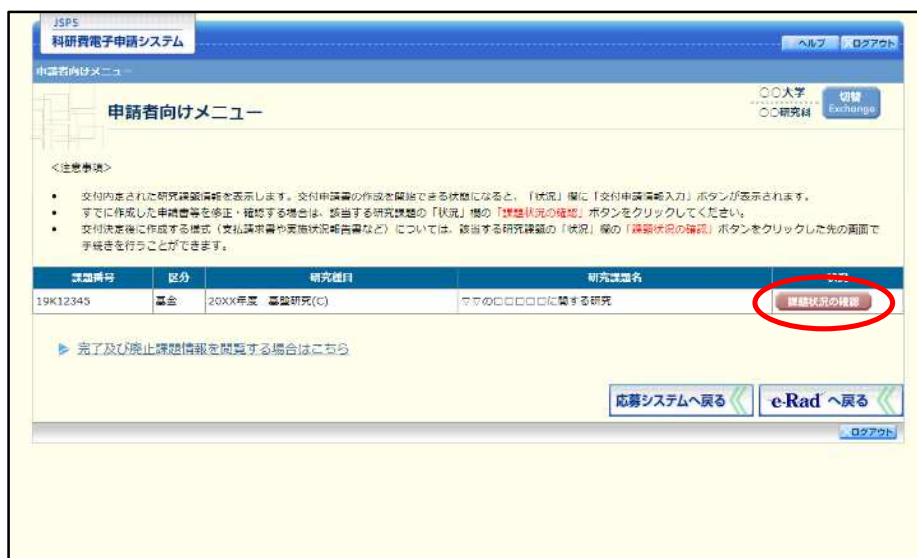 JSPS
科研費電子申請システム
ヘルプ ログアウト
申請者向けメニュー
申請者向けメニュー
〇〇大学
〇〇研究科
切替
Exchange
<注意事項>
• 交付内定された研究課題情報を表示します。交付申請書の作成を開始できる状態になると、「状況」欄に「交付申請情報入力」ボタンが表示されます。
• すでに作成した申請書等を修正・確認する場合は、該当する研究課題の「状況」欄の「課題状況の確認」ボタンをクリックしてください。
• 交付決定後に作成する様式（支払請求書や実施状況報告書など）については、該当する研究課題の「状況」欄の「課題状況の確認」ボタンをクリックした先の画面で
手続きを行うことができます。
課題番号 区分 研究種目 研究課題名 状況
19K12345 基金 20XX年度 基盤研究(C) ▽▽の□□□□□に関する研究 課題状況の確認
完了及び廃止課題情報を閲覧する場合はこちら
応募システムへ戻る e-Rad へ戻る
ログアウト